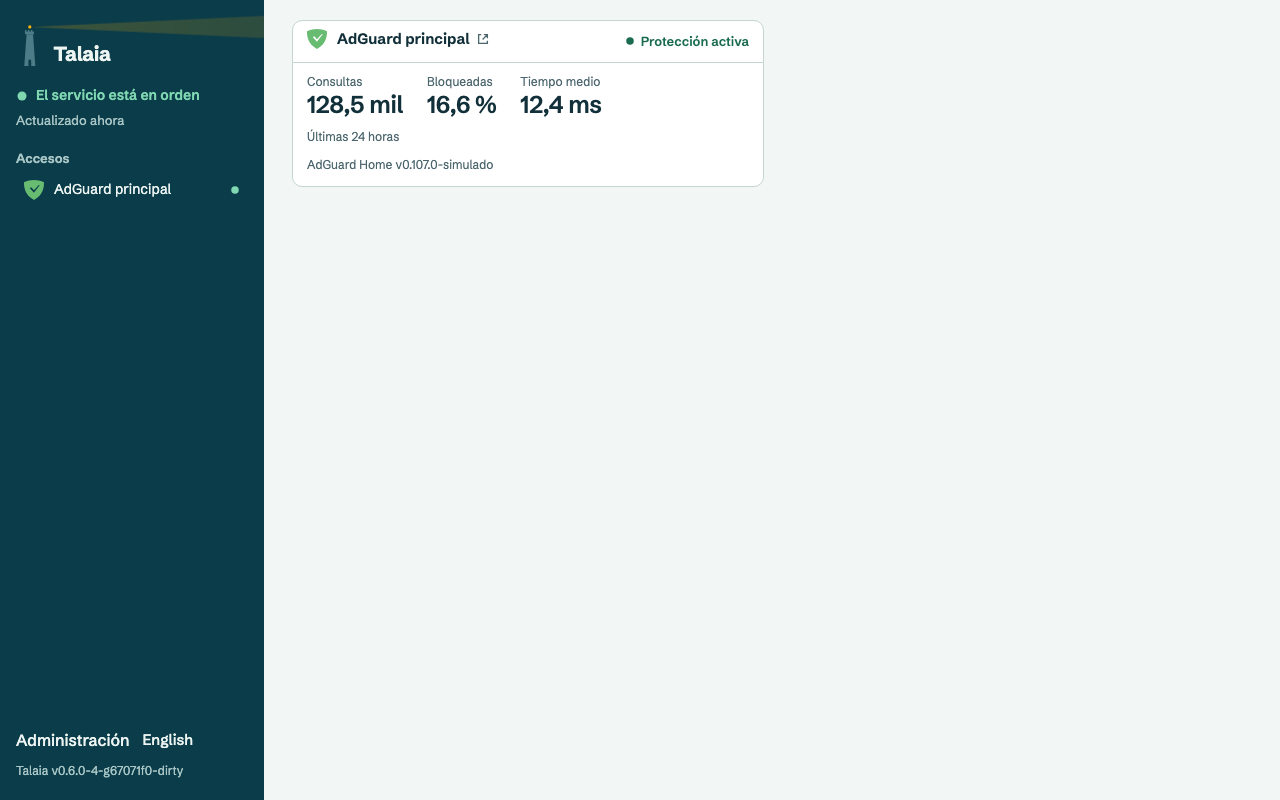 Talaia
El servicio está en orden
Actualizado ahora
Accesos
AdGuard principal
Administración English
Talaia v0.6.0-4-g67071f0-dirty
AdGuard principal
Protección activa
Consultas Bloqueadas Tiempo medio
128,5 mil 16,6 % 12,4 ms
Últimas 24 horas
AdGuard Home v0.107.0-simulado